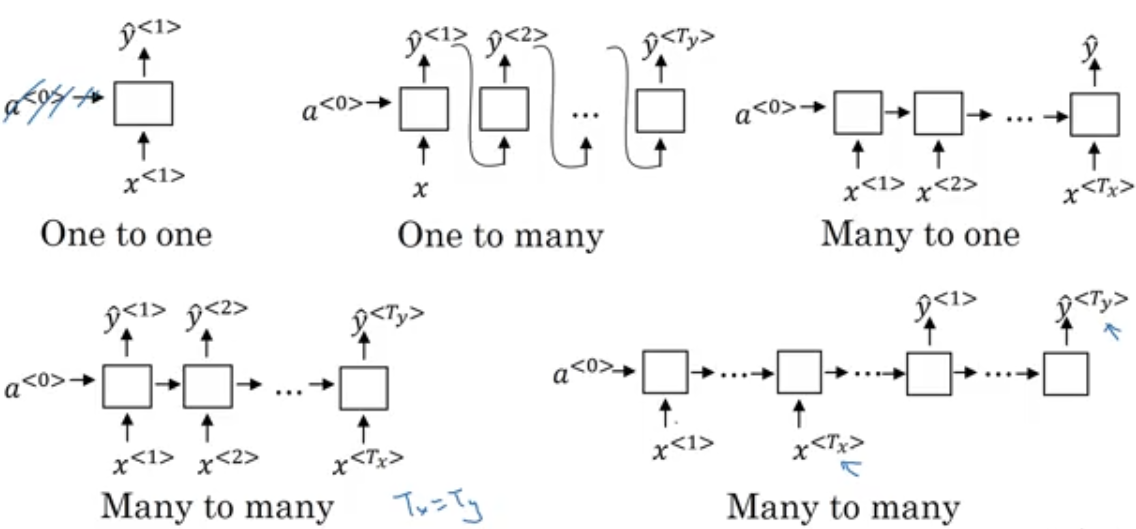 ŷ<1>
a<0>
x<1>
One to one
ŷ<1> ŷ<2> ŷ<Ty>
a<0> ...
x
One to many
ŷ
a<0> ...
x<1> x<2> x<Tx>
Many to one
ŷ<1> ŷ<2> ŷ<Ty>
a<0> ...
x<1> x<2> x<Tx>
Many to many Tx=Ty
ŷ<1> ŷ<Ty>
a<0> ... ... ...
x<1> x<Tx>
Many to many